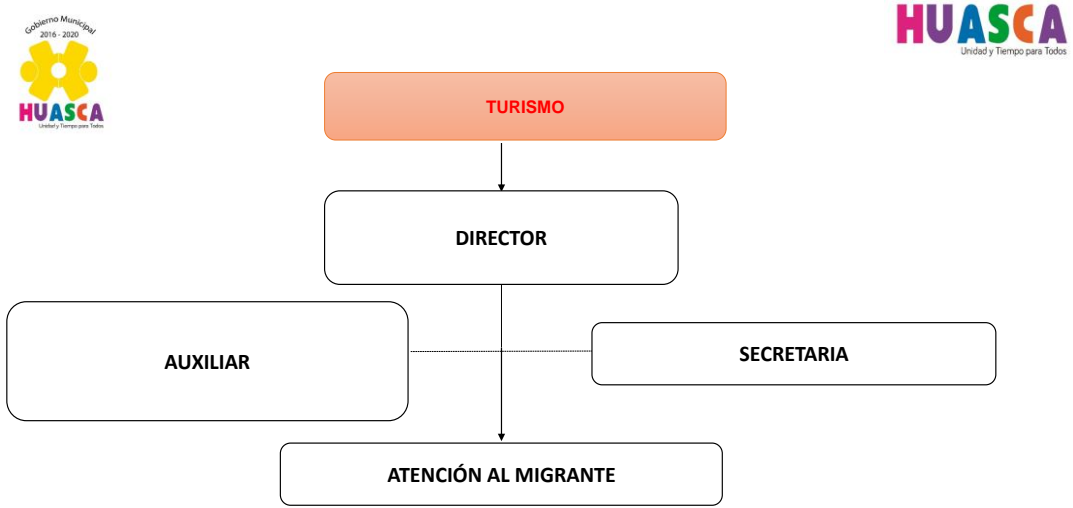 Gobierno Municipal
2016 - 2020
HUASCA
Unidad y Tiempo para Todos
HUASCA
Unidad y Tiempo para Todos
TURISMO
DIRECTOR
AUXILIAR
SECRETARIA
ATENCIÓN AL MIGRANTE